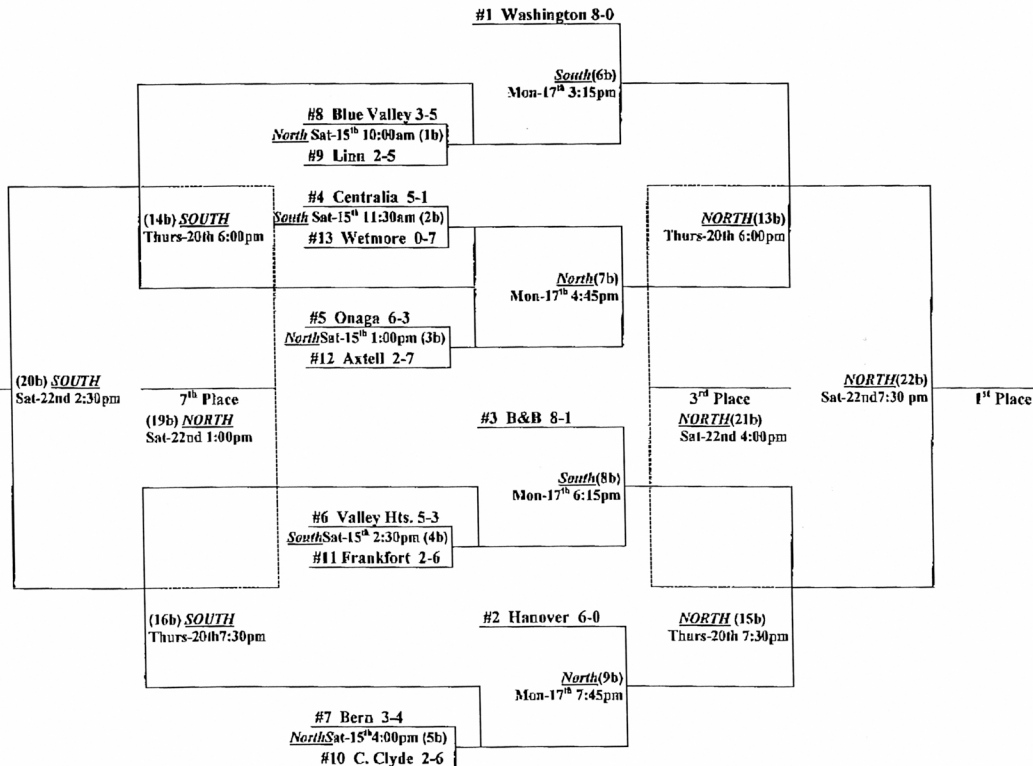 #1 Washington 8-0
South(6b)
Mon-17th 3:15pm
#8 Blue Valley 3-5
North Sat-15th 10:00am (1b)
#9 Linn 2-5
#4 Centralia 5-1
South Sat-15th 11:30am (2b)
#13 Wetmore 0-7
(14b) SOUTH
Thurs-20th 6:00pm
NORTH(13b)
Thurs-20th 6:00pm
North(7b)
Mon-17th 4:45pm
#5 Onaga 6-3
NorthSat-15th 1:00pm (3b)
#12 Axtell 2-7
(20b) SOUTH
Sat-22nd 2:30pm
7th Place
(19b) NORTH
Sat-22nd 1:00pm
3rd Place
NORTH(21b)
Sat-22nd 4:00pm
NORTH(22b)
Sat-22nd7:30 pm
1st Place
#3 B&B 8-1
South(8b)
Mon-17th 6:15pm
#6 Valley Hts. 5-3
SouthSat-15th 2:30pm (4b)
#11 Frankfort 2-6
(16b) SOUTH
Thurs-20th7:30pm
#2 Hanover 6-0
NORTH (15b)
Thurs-20th 7:30pm
North(9b)
Mon-17th 7:45pm
#7 Bern 3-4
NorthSat-15th4:00pm (5b)
#10 C. Clyde 2-6